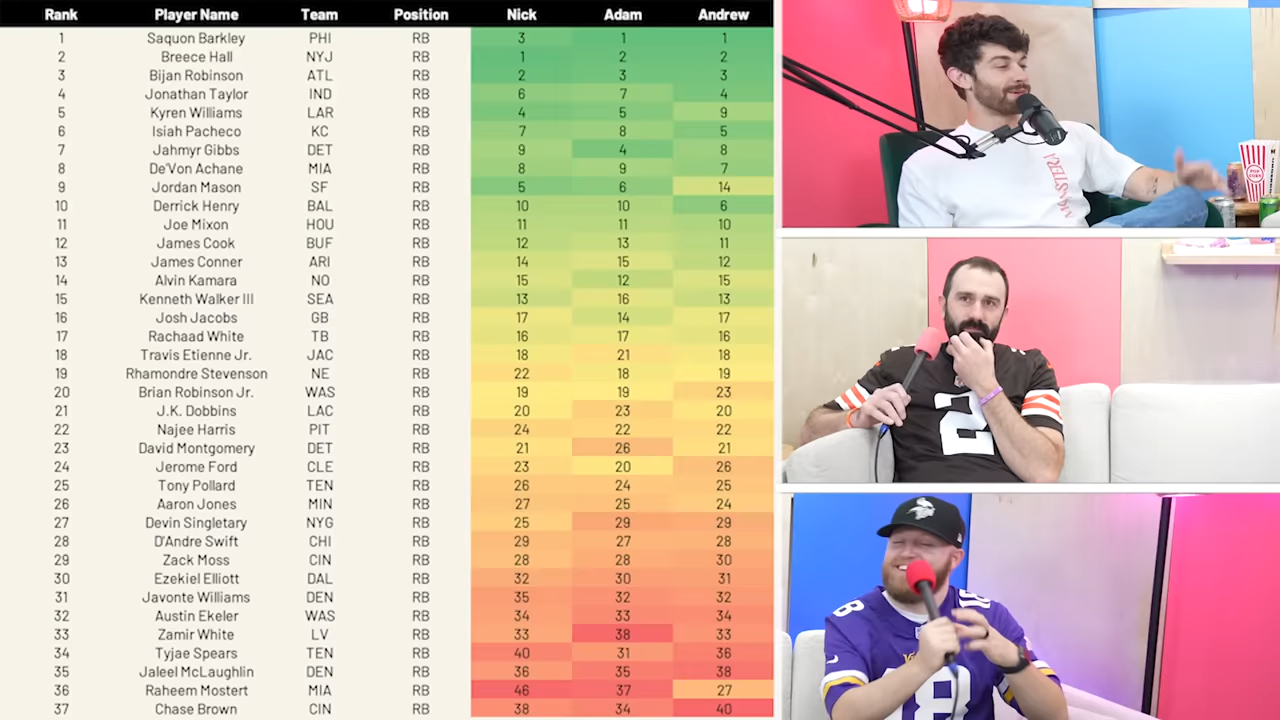 Rank Player Name Team Position Nick Adam Andrew
1 Saquon Barkley PHI RB 3 1 1
2 Breece Hall NYJ RB 1 2 2
3 Bijan Robinson ATL RB 2 3 3
4 Jonathan Taylor IND RB 6 7 4
5 Kyren Williams LAR RB 4 5 9
6 Isiah Pacheco KC RB 7 8 5
7 Jahmyr Gibbs DET RB 9 4 8
8 De'Von Achane MIA RB 8 9 7
9 Jordan Mason SF RB 5 6 14
10 Derrick Henry BAL RB 10 10 6
11 Joe Mixon HOU RB 11 11 10
12 James Cook BUF RB 12 13 11
13 James Conner ARI RB 14 15 12
14 Alvin Kamara NO RB 15 12 15
15 Kenneth Walker III SEA RB 13 16 13
16 Josh Jacobs GB RB 17 14 17
17 Rachaad White TB RB 16 17 16
18 Travis Etienne Jr. JAC RB 18 21 18
19 Rhamondre Stevenson NE RB 22 18 19
20 Brian Robinson Jr. WAS RB 19 19 23
21 J.K. Dobbins LAC RB 20 23 20
22 Najee Harris PIT RB 24 22 22
23 David Montgomery DET RB 21 26 21
24 Jerome Ford CLE RB 23 20 26
25 Tony Pollard TEN RB 26 24 25
26 Aaron Jones MIN RB 27 25 24
27 Devin Singletary NYG RB 25 29 29
28 D'Andre Swift CHI RB 29 27 28
29 Zack Moss CIN RB 28 28 30
30 Ezekiel Elliott DAL RB 32 30 31
31 Javonte Williams DEN RB 35 32 32
32 Austin Ekeler WAS RB 34 33 34
33 Zamir White LV RB 33 38 33
34 Tyjae Spears TEN RB 40 31 36
35 Jaleel McLaughlin DEN RB 36 35 38
36 Raheem Mostert MIA RB 46 37 27
37 Chase Brown CIN RB 38 34 40
POP CORN
2
18
18
18